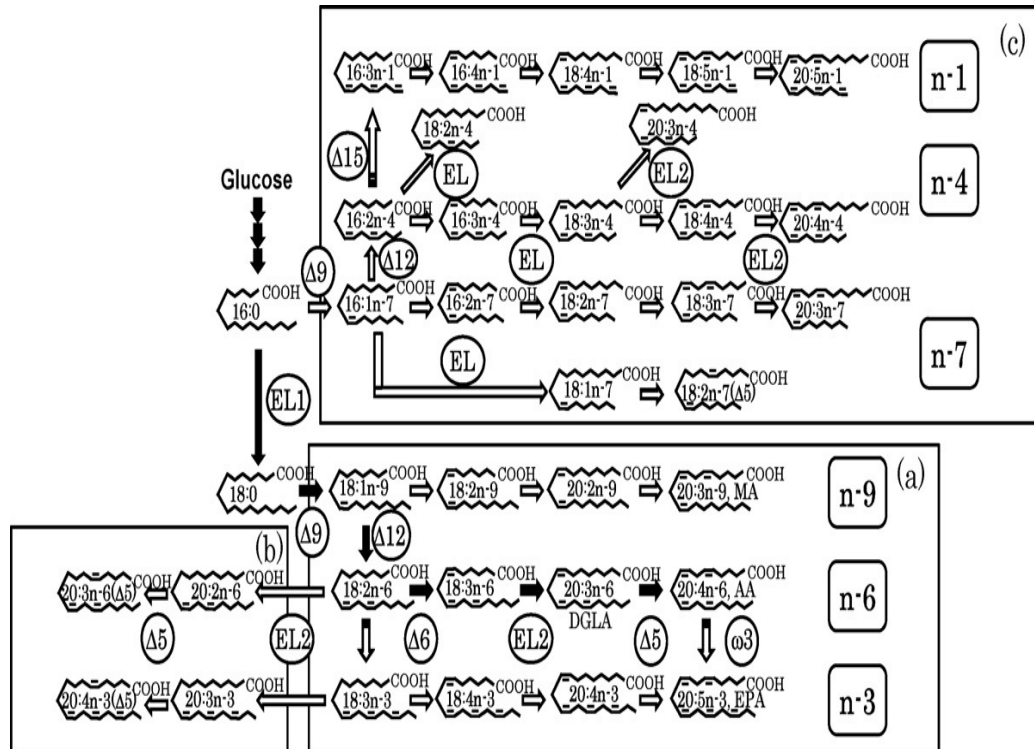 (c)
COOH COOH COOH COOH COOH
16:3n-1 16:4n-1 18:4n-1 18:5n-1 20:5n-1
n-1
COOH COOH
18:2n-4 20:3n-4
Δ15 EL EL2
n-4
Glucose
COOH COOH COOH COOH COOH
16:2n-4 16:3n-4 18:3n-4 18:4n-4 20:4n-4
Δ9 Δ12 EL EL2
COOH COOH COOH COOH COOH COOH
16:0 16:1n-7 16:2n-7 18:2n-7 18:3n-7 20:3n-7
n-7
EL
COOH COOH
18:1n-7 18:2n-7(Δ5)
EL1
(a)
COOH COOH COOH COOH COOH COOH
18:0 18:1n-9 18:2n-9 20:2n-9 20:3n-9, MA
n-9
Δ9 Δ12
(b)
COOH COOH COOH COOH COOH COOH
20:3n-6(Δ5) 20:2n-6 18:2n-6 18:3n-6 20:3n-6 20:4n-6, AA
n-6
DGLA
Δ5 EL2 Δ6 EL2 Δ5 ω3
COOH COOH COOH COOH COOH COOH
20:4n-3(Δ5) 20:3n-3 18:3n-3 18:4n-3 20:4n-3 20:5n-3, EPA
n-3